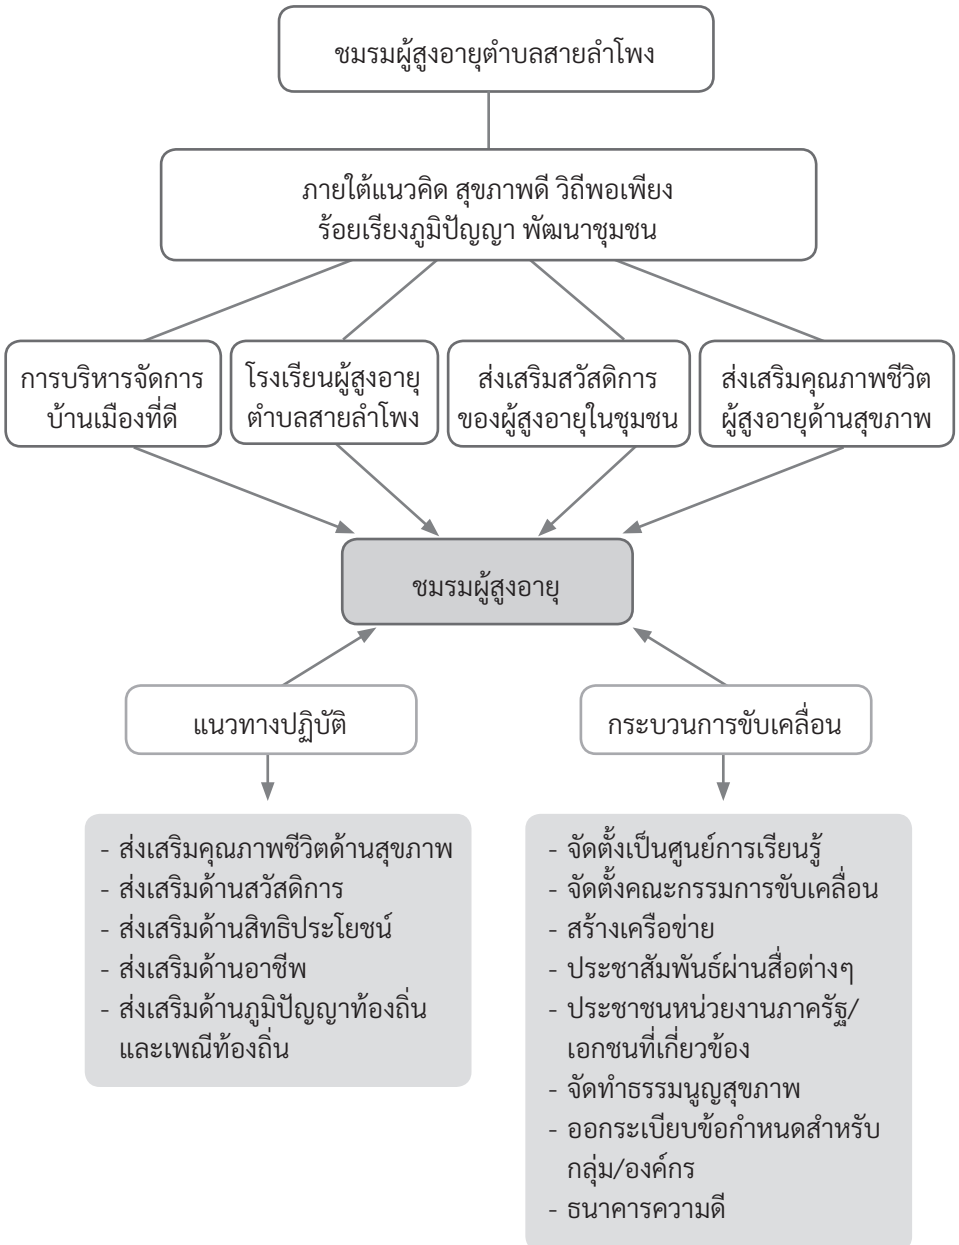 ชมรมผู้สูงอายุตำบลสายลำโพง
ภายใต้แนวคิด สุขภาพดี วิถีพอเพียง
ร้อยเรียงภูมิปัญญา พัฒนาชุมชน
การบริหารจัดการ
บ้านเมืองที่ดี
โรงเรียนผู้สูงอายุ
ตำบลสายลำโพง
ส่งเสริมสวัสดิการ
ของผู้สูงอายุในชุมชน
ส่งเสริมคุณภาพชีวิต
ผู้สูงอายุด้านสุขภาพ
ชมรมผู้สูงอายุ
แนวทางปฏิบัติ
- ส่งเสริมคุณภาพชีวิตด้านสุขภาพ
- ส่งเสริมด้านสวัสดิการ
- ส่งเสริมด้านสิทธิประโยชน์
- ส่งเสริมด้านอาชีพ
- ส่งเสริมด้านภูมิปัญญาท้องถิ่น
และเพณีท้องถิ่น
กระบวนการขับเคลื่อน
- จัดตั้งเป็นศูนย์การเรียนรู้
- จัดตั้งคณะกรรมการขับเคลื่อน
- สร้างเครือข่าย
- ประชาสัมพันธ์ผ่านสื่อต่างๆ
- ประชาชนหน่วยงานภาครัฐ/
เอกชนที่เกี่ยวข้อง
- จัดทำธรรมนูญสุขภาพ
- ออกระเบียบข้อกำหนดสำหรับ
กลุ่ม/องค์กร
- ธนาคารความดี